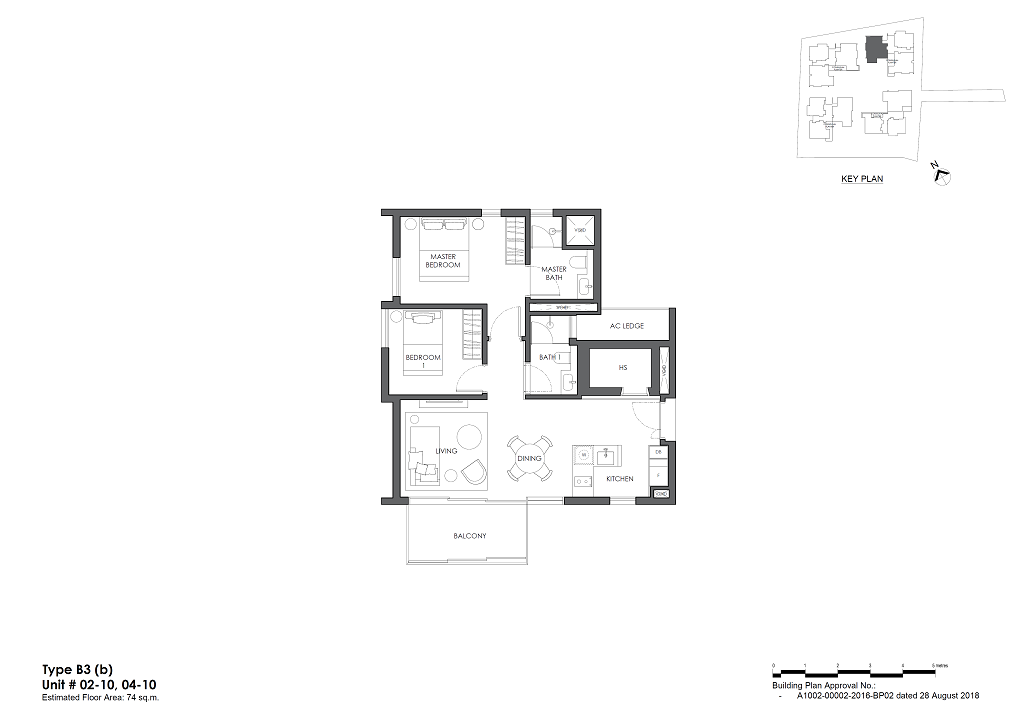 N
KEY PLAN
VOID
MASTER
BEDROOM
MASTER
BATH
AC LEDGE
BEDROOM
1
BATH 1
HS
VOID
LIVING
DINING
DB
F
W
KITCHEN
BALCONY
Type B3 (b)
Unit # 02-10, 04-10
Estimated Floor Area: 74 sq.m.
0 1 2 3 4 5 metres
Building Plan Approval No.:
- A1002-00002-2016-BP02 dated 28 August 2018